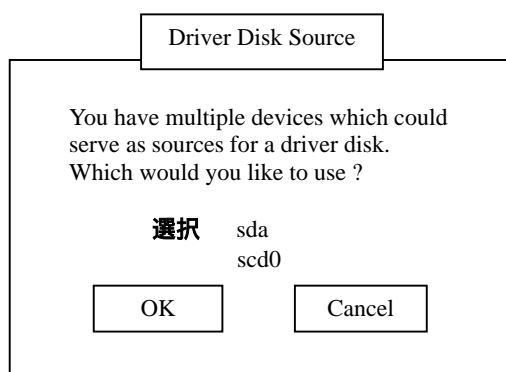 Driver Disk Source
You have multiple devices which could
serve as sources for a driver disk.
Which would you like to use ?
選択 sda
scd0
OK Cancel